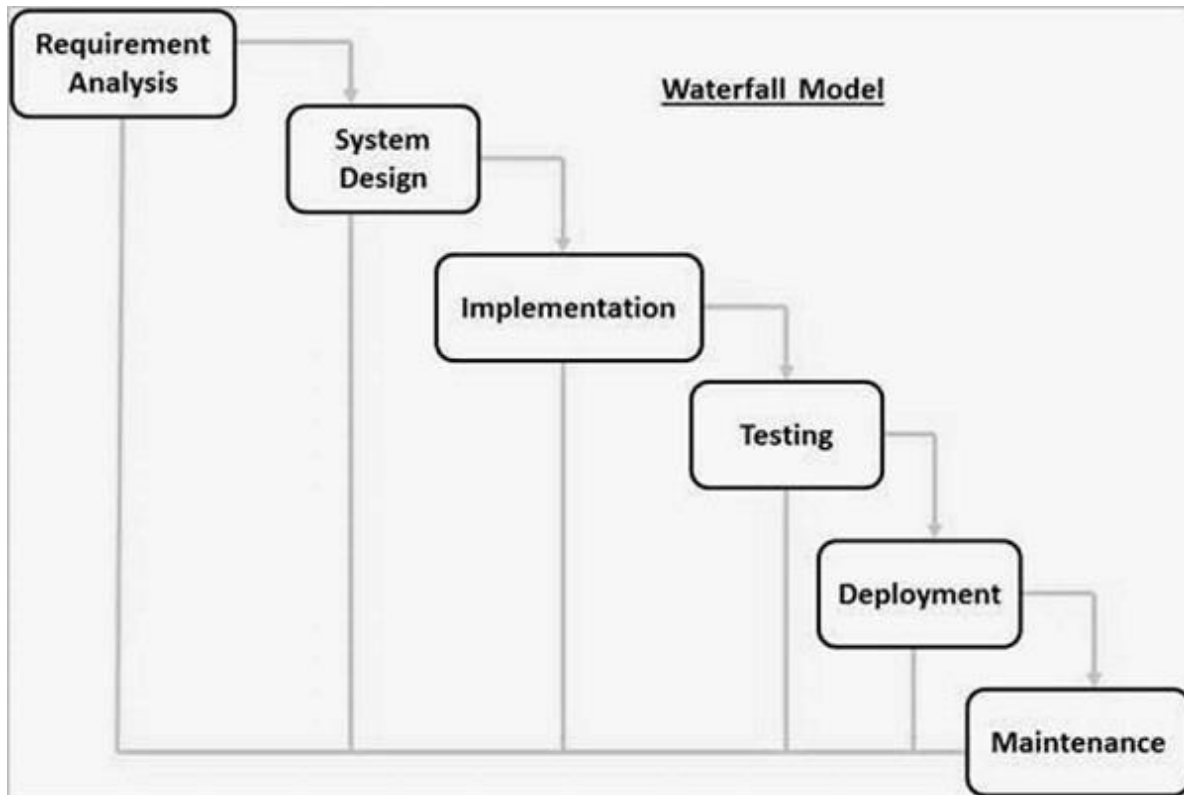 Requirement
Analysis
Waterfall Model
System
Design
Implementation
Testing
Deployment
Maintenance